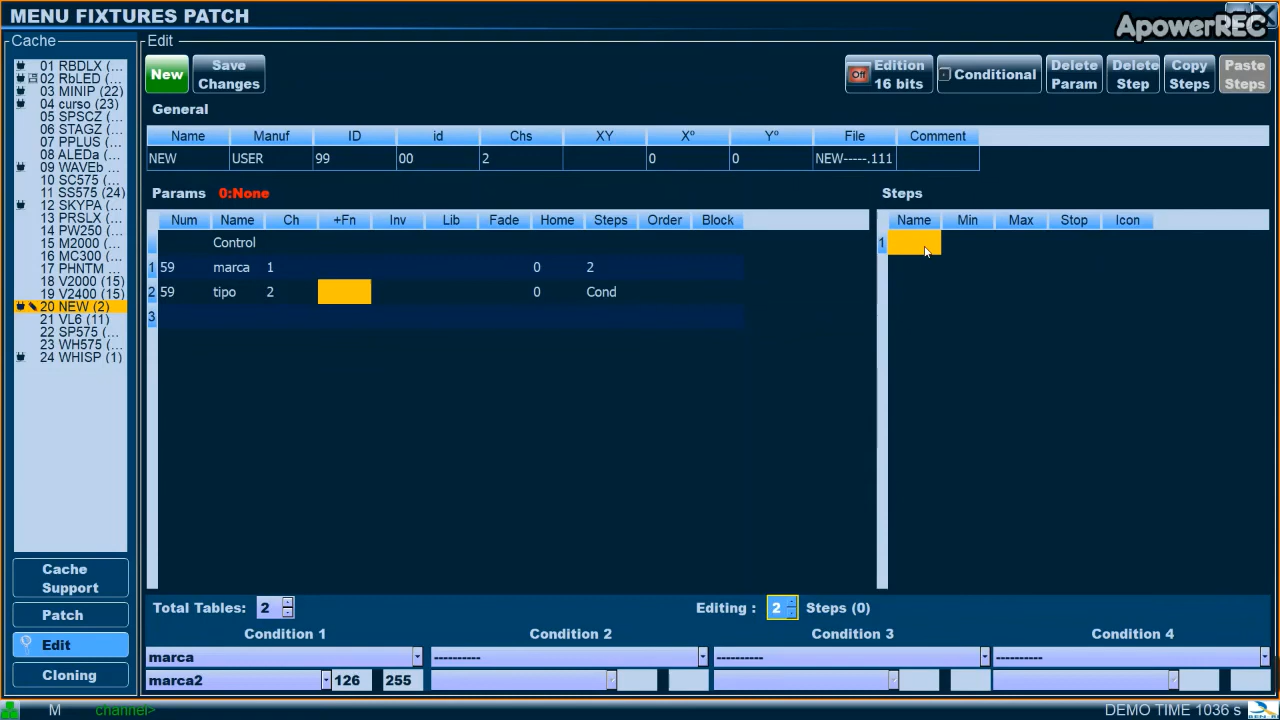 MENU FIXTURES PATCH
ApowerREC
Cache
01 RBDLX (...
02 RbLED (...
03 MINIP (22)
04 curso (23)
05 SPSCZ (...
06 STAGZ (...
07 PPLUS (...
08 ALEDa (...
09 WAVEb (...
10 SC575 (...
11 SS575 (24)
12 SKYPA (...
13 PRSLX (...
14 PW250 (...
15 M2000 (...
16 MC300 (...
17 PHNTM (...
18 V2000 (15)
19 V2400 (15)
20 NEW (2)
21 VL6 (11)
22 SP575 (...
23 WH575 (...
24 WHISP (1)
Cache Support
Patch
Edit
Cloning
Edit
New Save Changes Off Edition 16 bits Conditional Delete Param Delete Step Copy Steps Paste Steps
General
Name Manuf ID id Chs XY Xº Yº File Comment
NEW USER 99 00 2 0 0 NEW-----.111
Params 0:None
Num Name Ch +Fn Inv Lib Fade Home Steps Order Block
Control
1 59 marca 1 0 2
2 59 tipo 2 0 Cond
3
Steps
Name Min Max Stop Icon
1
Total Tables: 2 Editing : 2 Steps (0)
Condition 1 Condition 2 Condition 3 Condition 4
marca ---------- ---------- ----------
marca2 126 255
M channel> DEMO TIME 1036 s